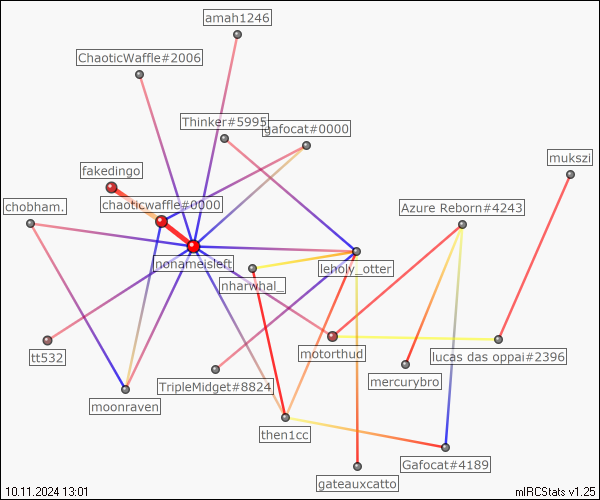 amah1246
ChaoticWaffle#2006
Thinker#5995
gafocat#0000
mukszi
fakedingo
chaoticwaffle#0000
chobham.
Azure Reborn#4243
nonameisleft
leholy_otter
nharwhal_
tt532
motorthud
lucas das oppai#2396
TripleMidget#8824
mercurybro
moonraven
then1cc
Gafocat#4189
gateauxcatto
10.11.2024 13:01
mIRCStats v1.25